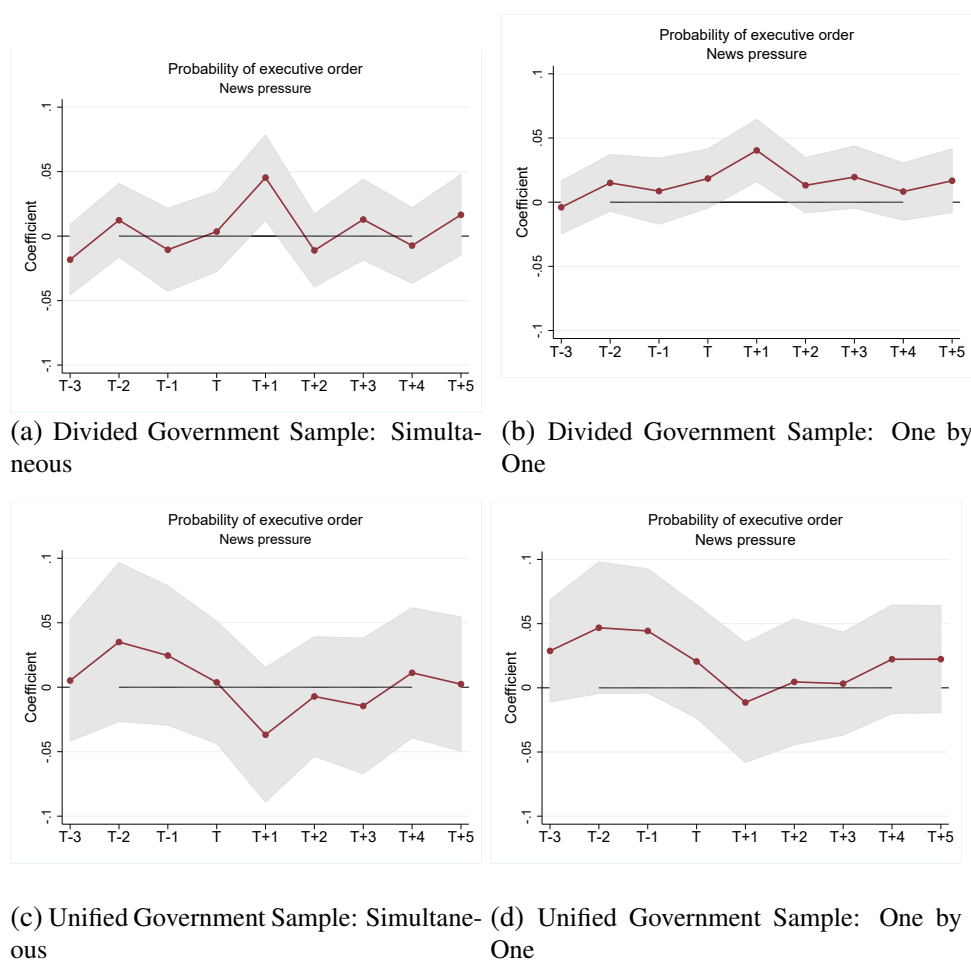 Probability of executive order
News pressure
Coefficient
.1
.05
0
-.05
-.1
T-3 T-2 T-1 T T+1 T+2 T+3 T+4 T+5
(a) Divided Government Sample: Simulta-
neous
Probability of executive order
News pressure
Coefficient
.1
.05
0
-.05
-.1
T-3 T-2 T-1 T T+1 T+2 T+3 T+4 T+5
(b) Divided Government Sample: One by
One
Probability of executive order
News pressure
Coefficient
.1
.05
0
-.05
-.1
T-3 T-2 T-1 T T+1 T+2 T+3 T+4 T+5
(c) Unified Government Sample: Simultane-
ous
Probability of executive order
News pressure
Coefficient
.1
.05
0
-.05
-.1
T-3 T-2 T-1 T T+1 T+2 T+3 T+4 T+5
(d) Unified Government Sample: One by
One